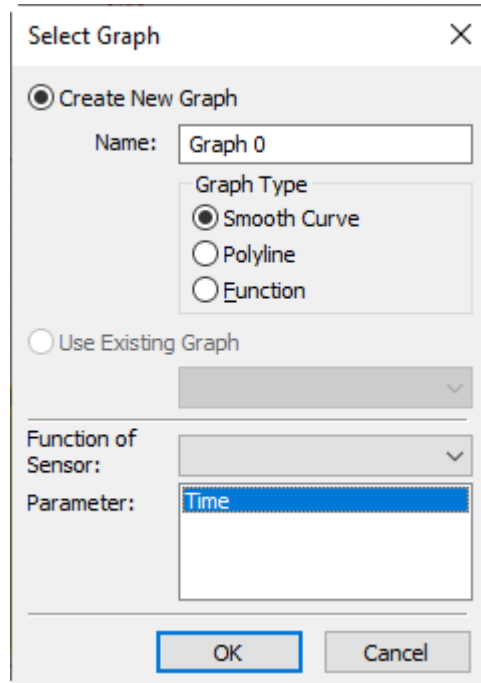 Select Graph
Create New Graph
Name: Graph 0
Graph Type
Smooth Curve
Polyline
Function
Use Existing Graph
Function of
Sensor:
Parameter: Time
OK Cancel